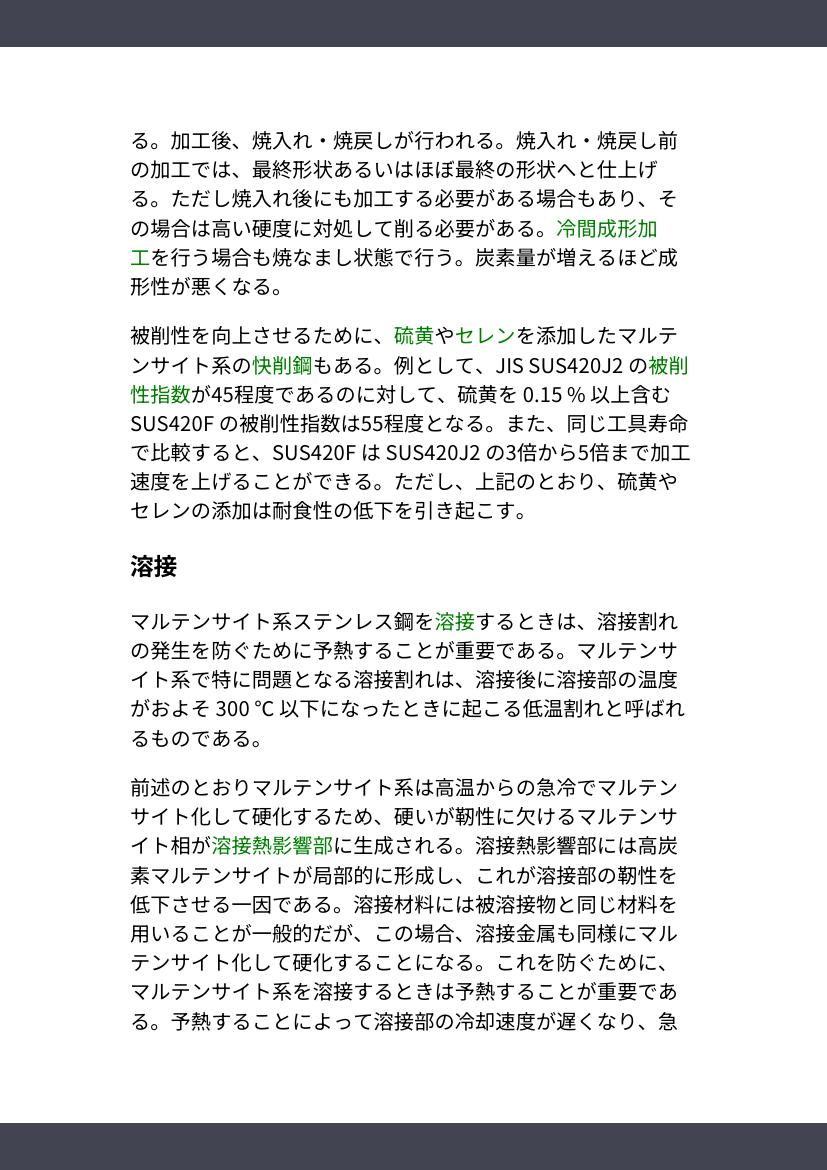 る。加工後、焼入れ・焼戻しが行われる。焼入れ・焼戻し前
の加工では、最終形状あるいはほぼ最終の形状へと仕上げ
る。ただし焼入れ後にも加工する必要がある場合もあり、そ
の場合は高い硬度に対処して削る必要がある。冷間成形加
工を行う場合も焼なまし状態で行う。炭素量が増えるほど成
形性が悪くなる。
被削性を向上させるために、硫黄やセレンを添加したマルテ
ンサイト系の快削鋼もある。例として、JIS SUS420J2 の被削
性指数が45程度であるのに対して、硫黄を 0.15 % 以上含む
SUS420F の被削性指数は55程度となる。また、同じ工具寿命
で比較すると、SUS420F は SUS420J2 の3倍から5倍まで加工
速度を上げることができる。ただし、上記のとおり、硫黄や
セレンの添加は耐食性の低下を引き起こす。
溶接
マルテンサイト系ステンレス鋼を溶接するときは、溶接割れ
の発生を防ぐために予熱することが重要である。マルテンサ
イト系で特に問題となる溶接割れは、溶接後に溶接部の温度
がおよそ 300 °C 以下になったときに起こる低温割れと呼ばれ
るものである。
前述のとおりマルテンサイト系は高温からの急冷でマルテン
サイト化して硬化するため、硬いが靭性に欠けるマルテンサ
イト相が溶接熱影響部に生成される。溶接熱影響部には高炭
素マルテンサイトが局部的に形成し、これが溶接部の靭性を
低下させる一因である。溶接材料には被溶接物と同じ材料を
用いることが一般的だが、この場合、溶接金属も同様にマル
テンサイト化して硬化することになる。これを防ぐために、
マルテンサイト系を溶接するときは予熱することが重要であ
る。予熱することによって溶接部の冷却速度が遅くなり、急